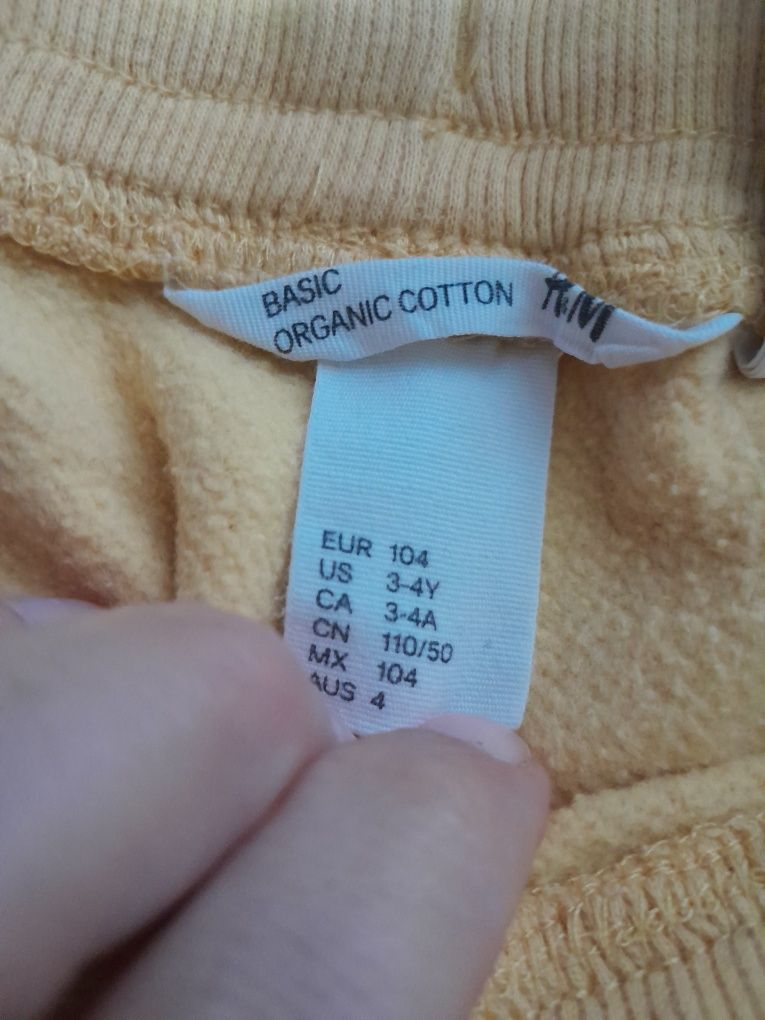 BASIC
ORGANIC COTTON H&M
EUR 104
US 3-4Y
CA 3-4A
CN 110/50
MX 104
AUS 4